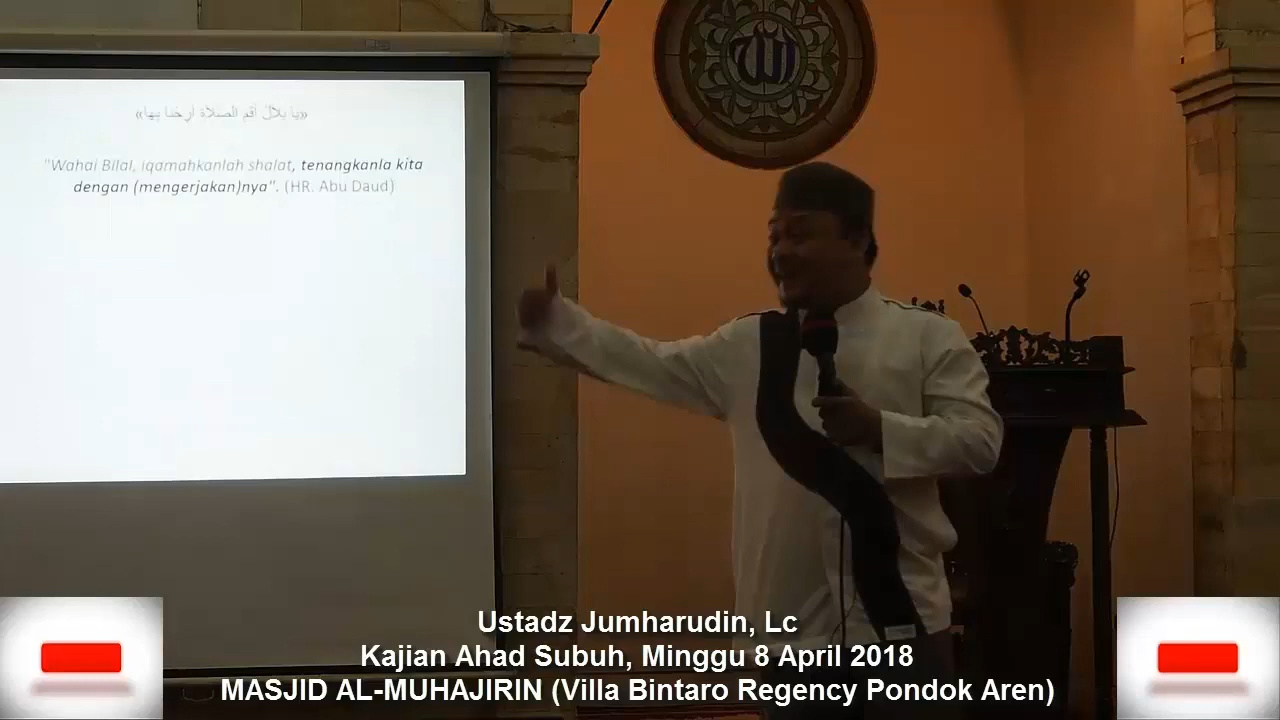 الله
«يا بلال أقم الصلاة أرحنا بها»
"Wahai Bilal, iqamahkanlah shalat, tenangkanla kita
dengan (mengerjakan)nya". (HR. Abu Daud)
Ustadz Jumharudin, Lc
Kajian Ahad Subuh, Minggu 8 April 2018
MASJID AL-MUHAJIRIN (Villa Bintaro Regency Pondok Aren)